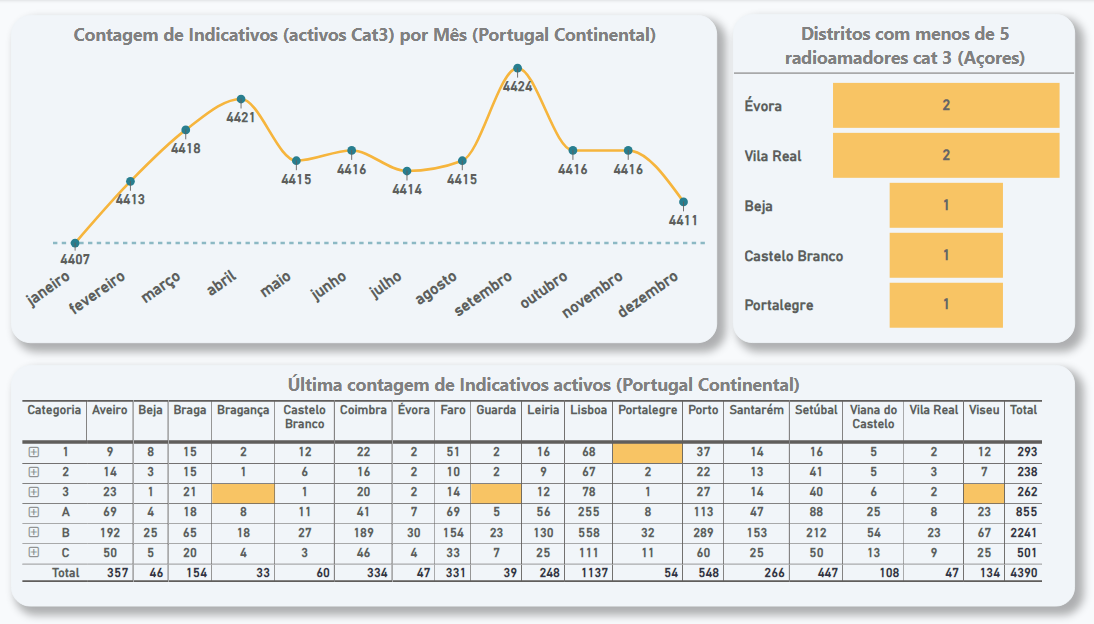 Contagem de Indicativos (activos Cat3) por Mês (Portugal Continental)
4407
4413
4418
4421
4415
4416
4414
4415
4424
4416
4416
4411
janeiro
fevereiro
março
abril
maio
junho
julho
agosto
setembro
outubro
novembro
dezembro
Distritos com menos de 5
radioamadores cat 3 (Açores)
Évora 2
Vila Real 2
Beja 1
Castelo Branco 1
Portalegre 1
Última contagem de Indicativos activos (Portugal Continental)
Categoria Aveiro Beja Braga Bragança Castelo Branco Coimbra Évora Faro Guarda Leiria Lisboa Portalegre Porto Santarém Setúbal Viana do Castelo Vila Real Viseu Total
1 9 8 15 2 12 22 2 51 2 16 68 37 14 16 5 2 12 293
2 14 3 15 1 6 16 2 10 2 9 67 2 22 13 41 5 3 7 238
3 23 1 21 1 20 2 14 12 78 1 27 14 40 6 2 262
A 69 4 18 8 11 41 7 69 5 56 255 8 113 47 88 25 8 23 855
B 192 25 65 18 27 189 30 154 23 130 558 32 289 153 212 54 23 67 2241
C 50 5 20 4 3 46 4 33 7 25 111 11 60 25 50 13 9 25 501
Total 357 46 154 33 60 334 47 331 39 248 1137 54 548 266 447 108 47 134 4390